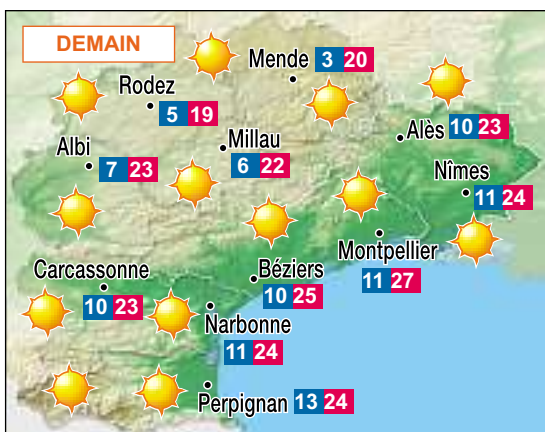 DEMAIN
Mende 3 20
Rodez
5 19
Alès 10 23
Millau
6 22
Albi
7 23
Nîmes
11 24
Montpellier
11 27
Carcassonne
10 23
Béziers
10 25
Narbonne
11 24
Perpignan 13 24